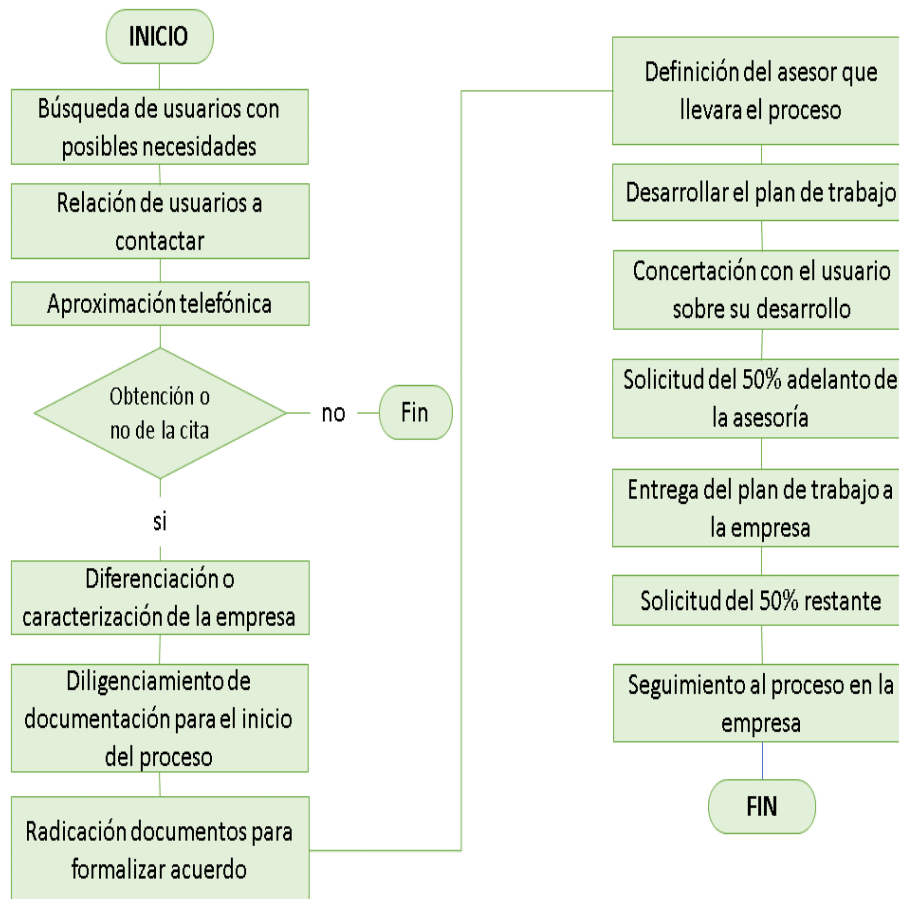 INICIO
Búsqueda de usuarios con
posibles necesidades
Relación de usuarios a
contactar
Aproximación telefónica
Obtención o
no de la cita
no
Fin
si
Diferenciación o
caracterización de la empresa
Diligenciamiento de
documentación para el inicio
del proceso
Radicación documentos para
formalizar acuerdo
Definición del asesor que
llevara el proceso
Desarrollar el plan de trabajo
Concertación con el usuario
sobre su desarrollo
Solicitud del 50% adelanto de
la asesoría
Entrega del plan de trabajo a
la empresa
Solicitud del 50% restante
Seguimiento al proceso en la
empresa
FIN